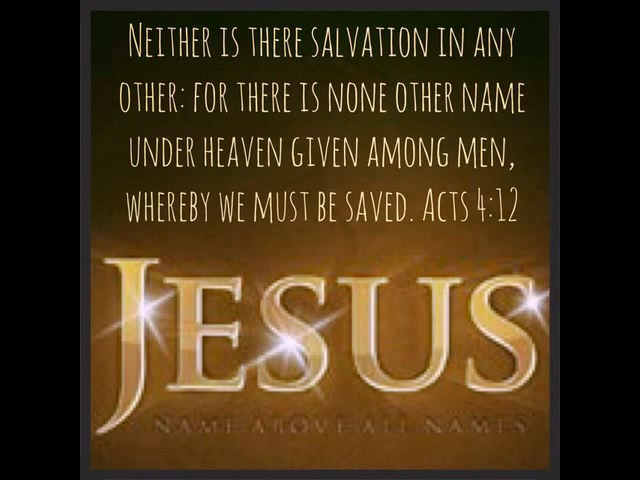 NEITHER IS THERE SALVATION IN ANY
OTHER: FOR THERE IS NONE OTHER NAME
UNDER HEAVEN GIVEN AMONG MEN,
WHEREBY WE MUST BE SAVED. ACTS 4:12
JESUS
NAME ABOVE ALL NAMES